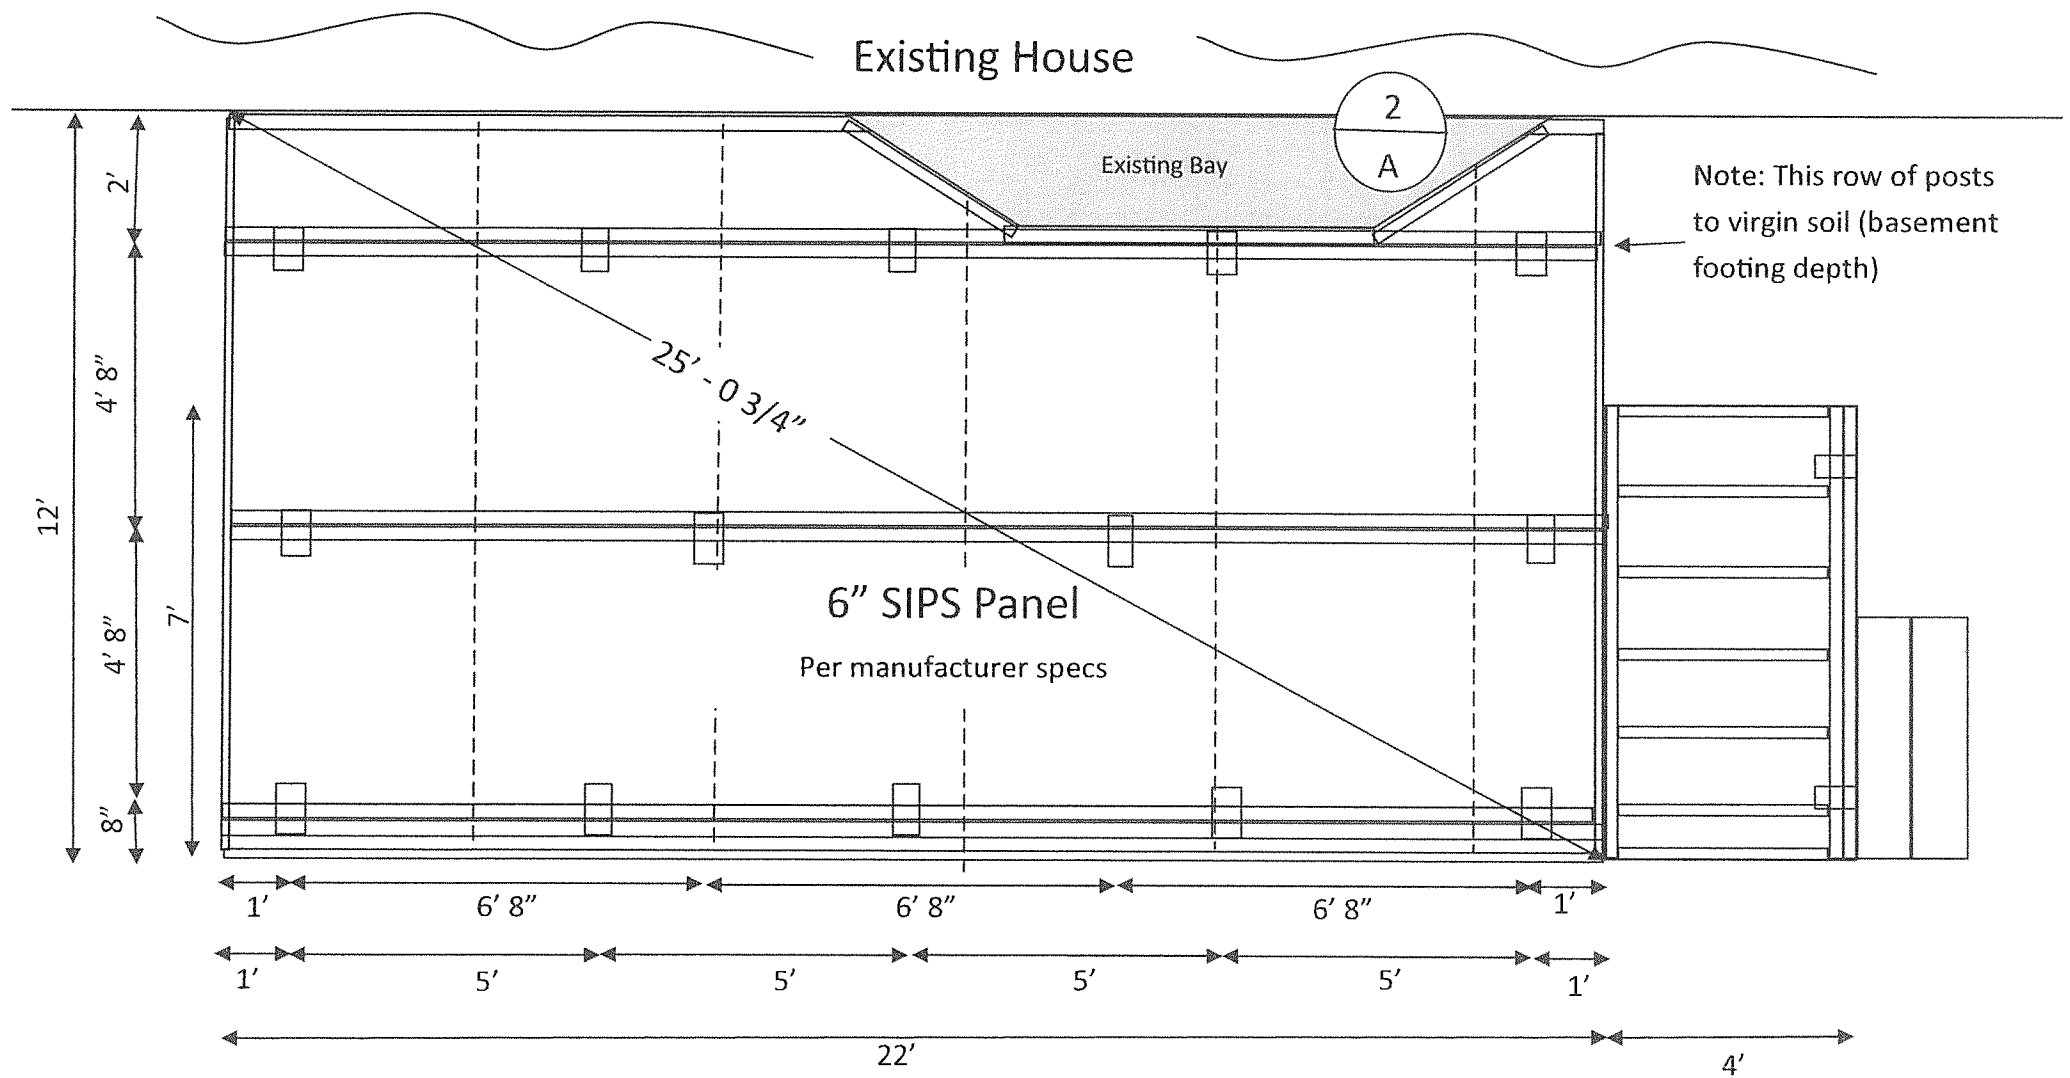 Existing House
2
A
Existing Bay
Note: This row of posts
to virgin soil (basement
footing depth)
2’
4’ 8”
12’
7’
4’ 8”
8”
25’ - 0 3/4”
6” SIPS Panel
Per manufacturer specs
1’ 6’ 8” 6’ 8” 6’ 8” 1’
1’ 5’ 5’ 5’ 5’ 1’
22’ 4’